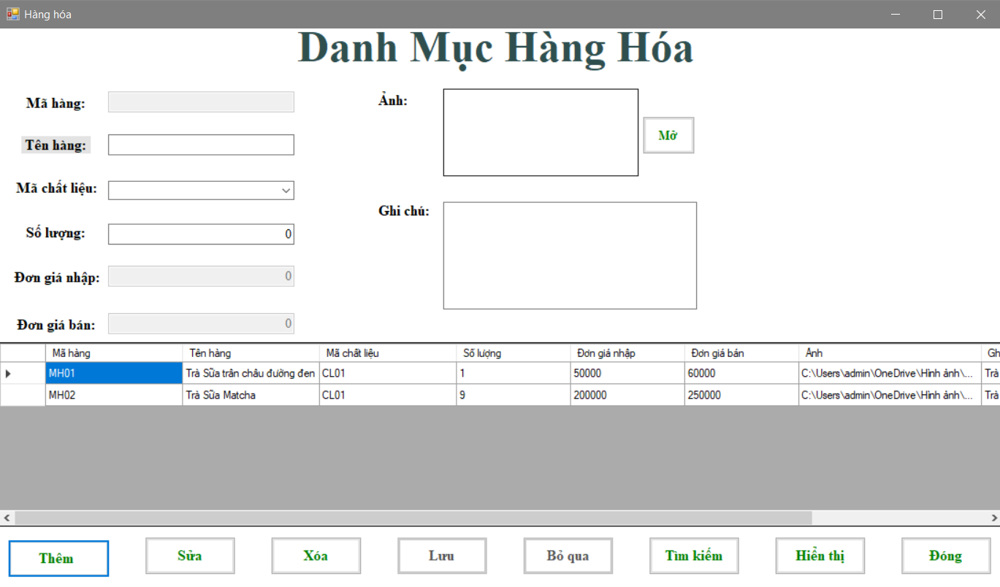 Hàng hóa
Danh Mục Hàng Hóa
Mã hàng:
Tên hàng:
Mã chất liệu:
Số lượng: 0
Đơn giá nhập: 0
Đơn giá bán: 0
Ảnh:
Mở
Ghi chú:
Mã hàng Tên hàng Mã chất liệu Số lượng Đơn giá nhập Đơn giá bán Ảnh Gh
MH01 Trà Sữa trân châu đường đen CL01 1 50000 60000 C:\Users\admin\OneDrive\Hình ảnh\... Trà
MH02 Trà Sữa Matcha CL01 9 200000 250000 C:\Users\admin\OneDrive\Hình ảnh\... Trà
Thêm Sửa Xóa Lưu Bỏ qua Tìm kiếm Hiển thị Đóng